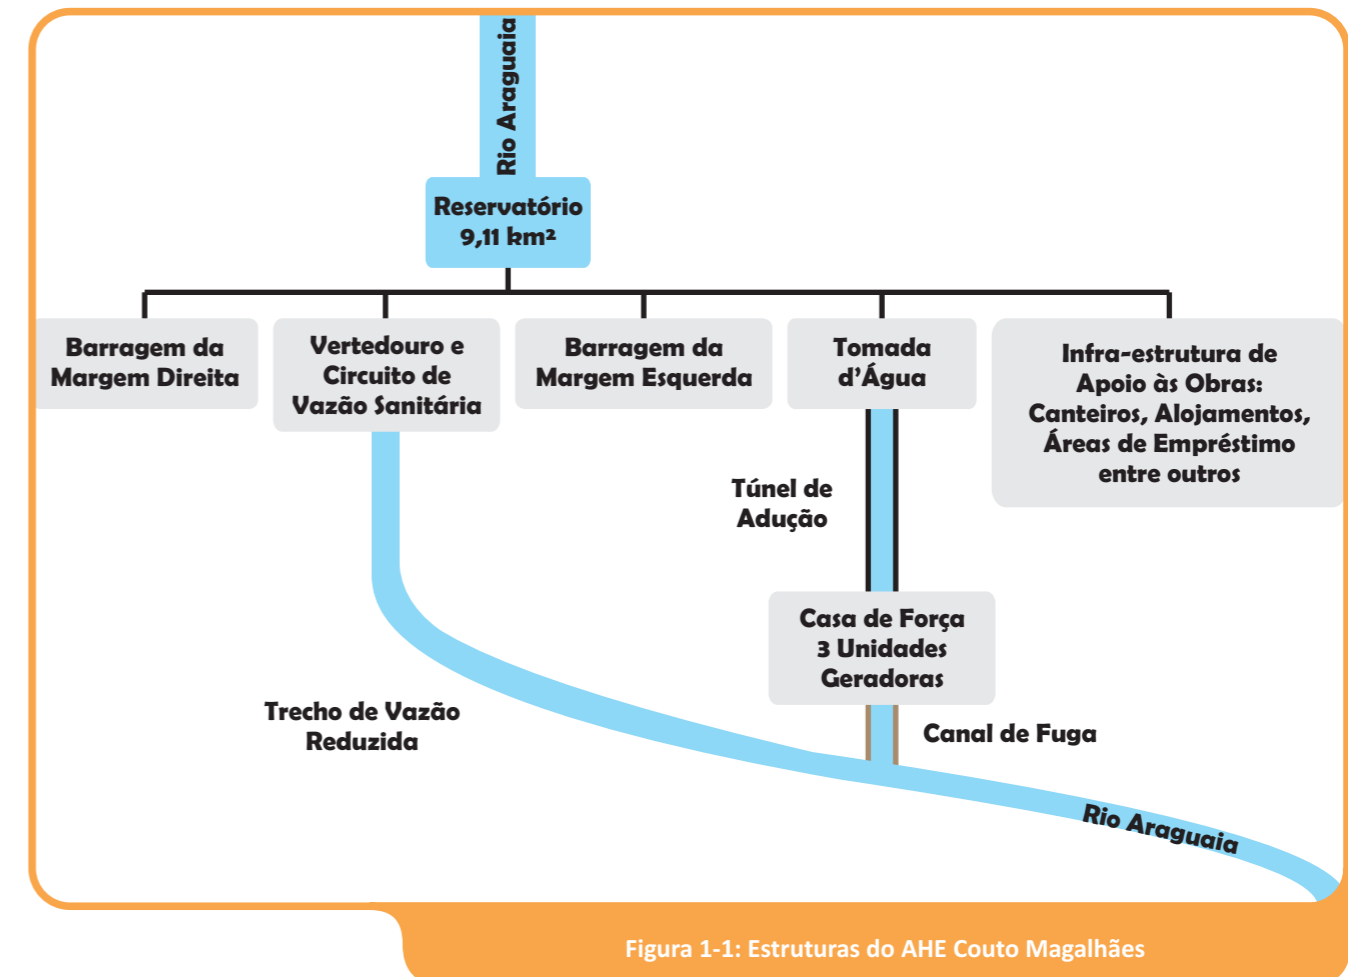 Rio Araguaia
Reservatório
9,11 km²
Barragem da
Margem Direita
Vertedouro e
Circuito de
Vazão Sanitária
Barragem da
Margem Esquerda
Tomada
d’Água
Infra-estrutura de
Apoio às Obras:
Canteiros, Alojamentos,
Áreas de Empréstimo
entre outros
Túnel de
Adução
Casa de Força
3 Unidades
Geradoras
Trecho de Vazão
Reduzida
Canal de Fuga
Rio Araguaia
Figura 1-1: Estruturas do AHE Couto Magalhães